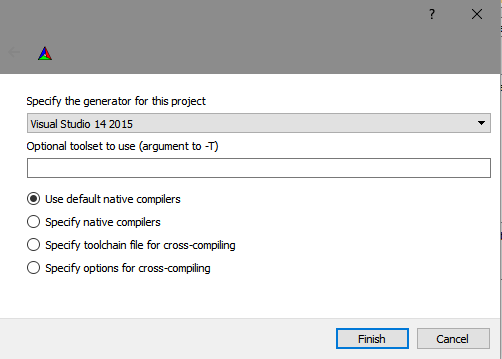 ?
Specify the generator for this project
Visual Studio 14 2015
Optional toolset to use (argument to -T)
Use default native compilers
Specify native compilers
Specify toolchain file for cross-compiling
Specify options for cross-compiling
Finish Cancel